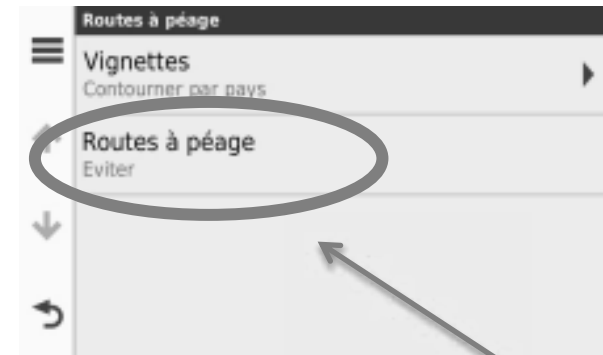 Routes à péage
Vignettes
Contourner par pays
Routes à péage
Eviter